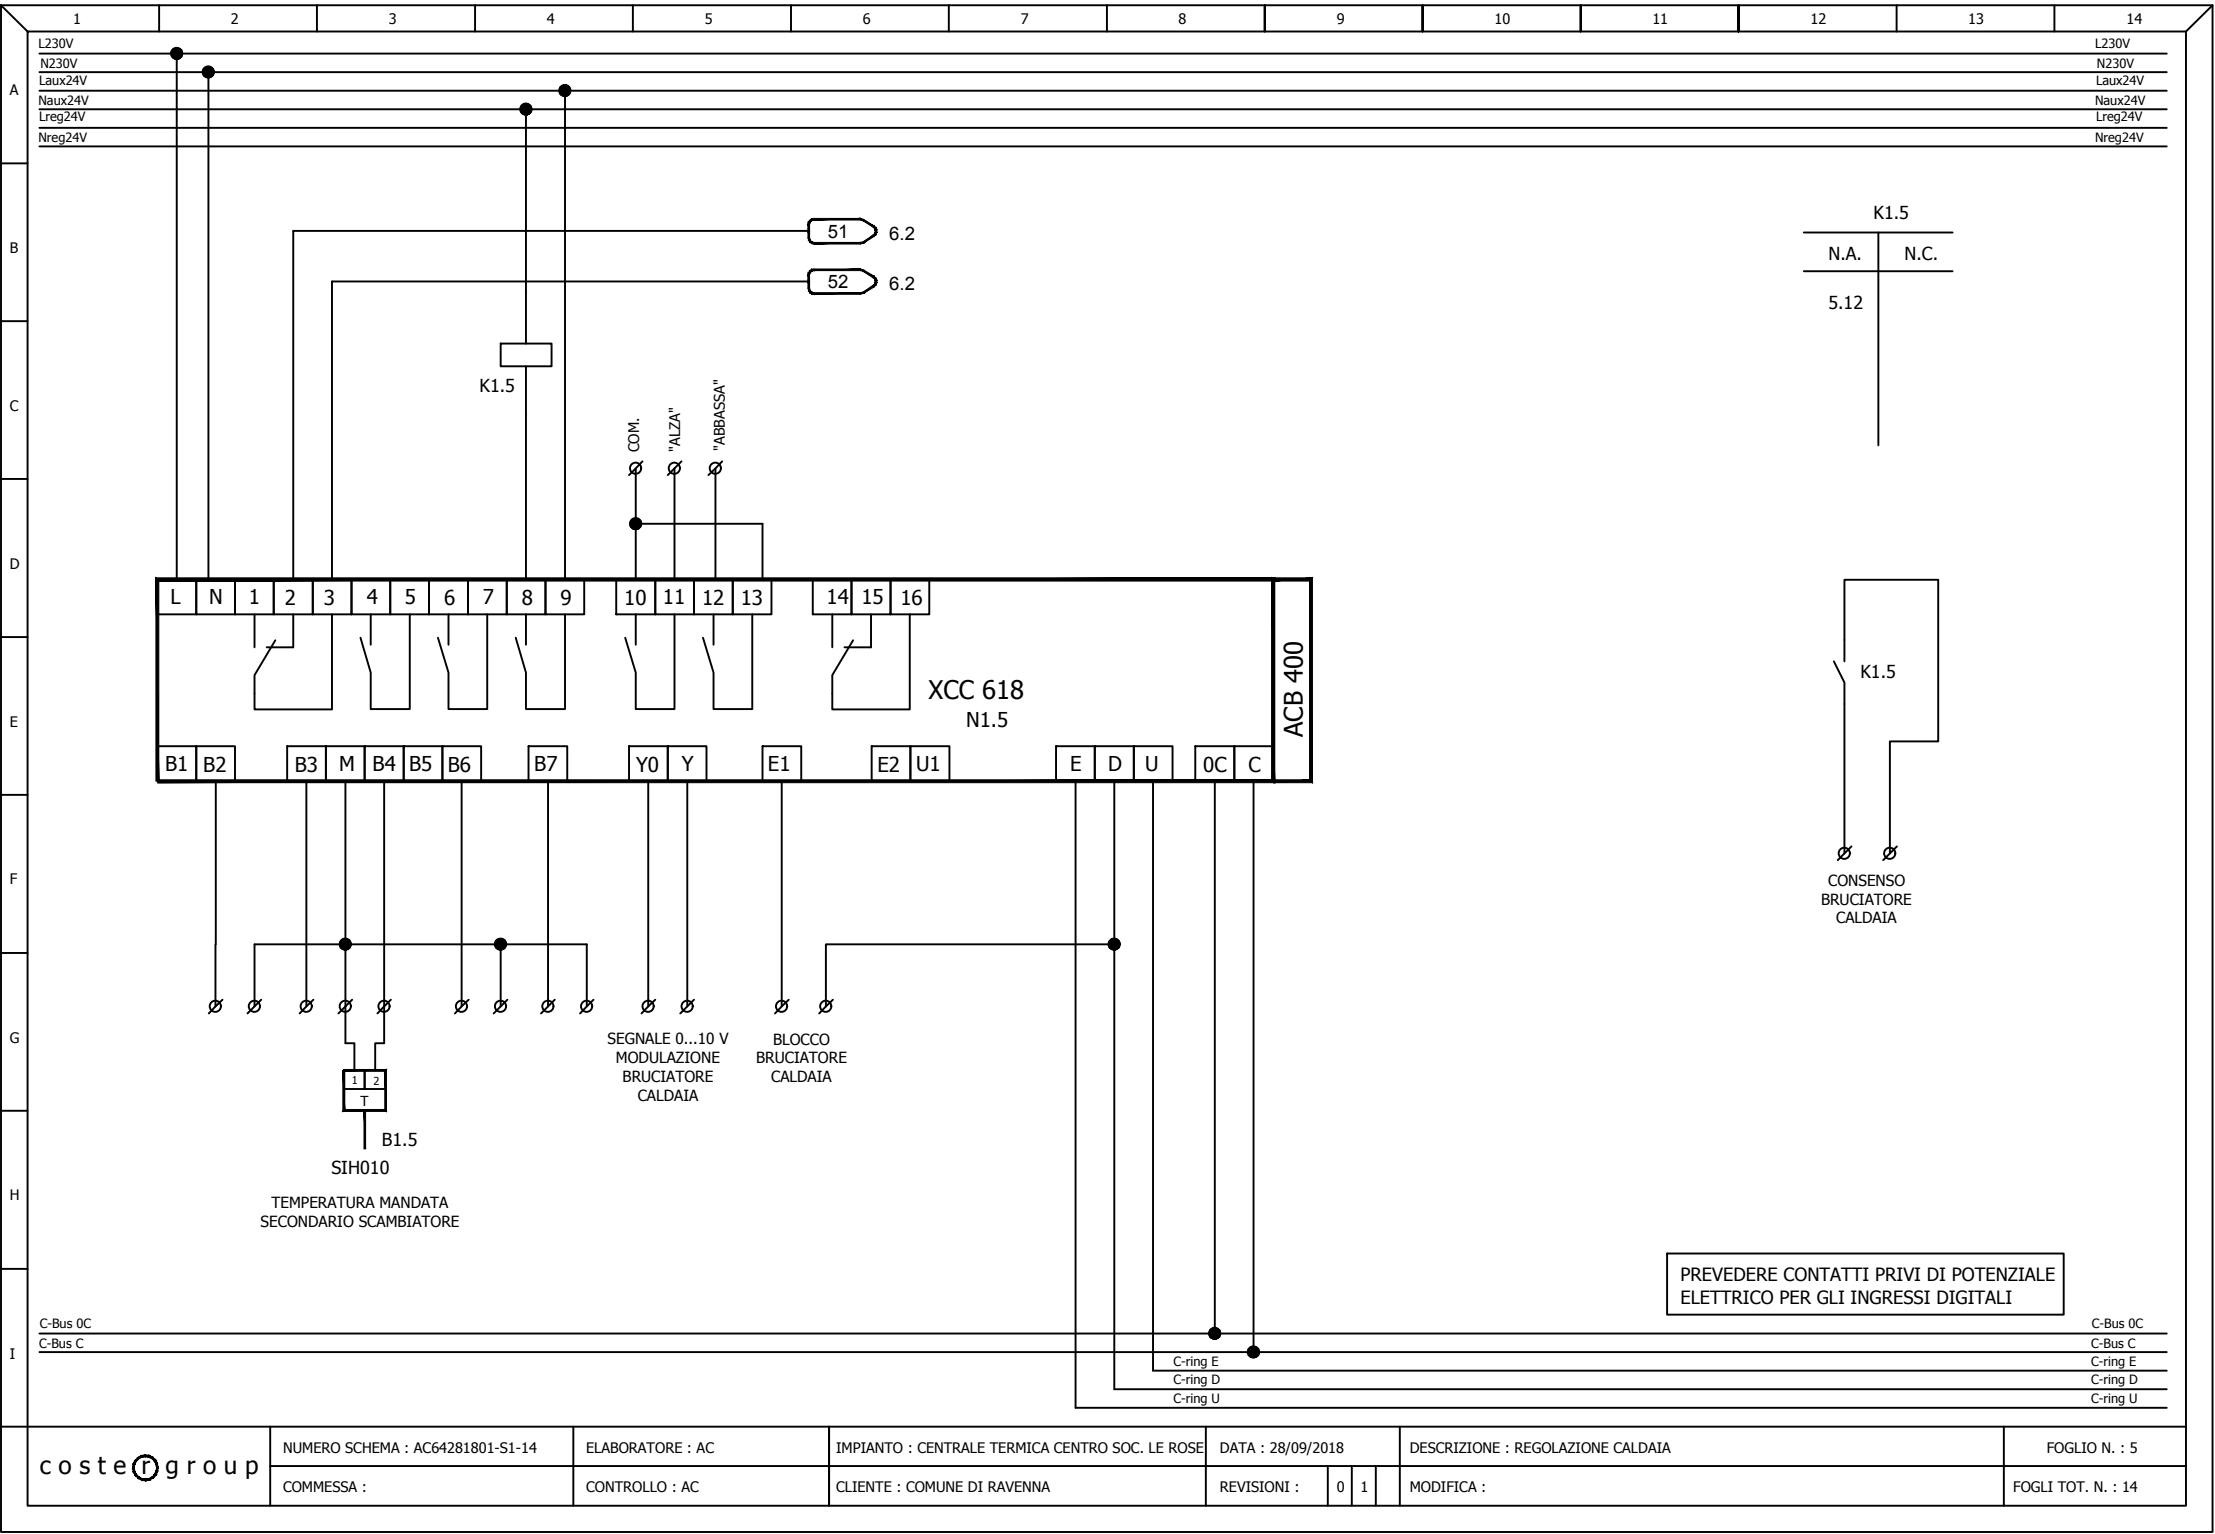 1 2 3 4 5 6 7 8 9 10 11 12 13 14
L230V L230V
N230V N230V
Laux24V Laux24V
Naux24V Naux24V
Lreg24V Lreg24V
Nreg24V Nreg24V
A
B
C
D
E
F
G
H
I
51 6.2
52 6.2
K1.5
N.A. N.C.
5.12
K1.5
COM.
"ALZA"
"ABBASSA"
L N 1 2 3 4 5 6 7 8 9 10 11 12 13 14 15 16
XCC 618
N1.5
ACB 400
K1.5
B1 B2 B3 M B4 B5 B6 B7 Y0 Y E1 E2 U1 E D U 0C C
CONSENSO
BRUCIATORE
CALDAIA
SEGNALE 0...10 V
MODULAZIONE
BRUCIATORE
CALDAIA
BLOCCO
BRUCIATORE
CALDAIA
1 2
T
B1.5
SIH010
TEMPERATURA MANDATA
SECONDARIO SCAMBIATORE
PREVEDERE CONTATTI PRIVI DI POTENZIALE
ELETTRICO PER GLI INGRESSI DIGITALI
C-Bus 0C C-Bus 0C
C-Bus C C-Bus C
C-ring E C-ring E
C-ring D C-ring D
C-ring U C-ring U
costergroup
NUMERO SCHEMA : AC64281801-S1-14
ELABORATORE : AC
IMPIANTO : CENTRALE TERMICA CENTRO SOC. LE ROSE
DATA : 28/09/2018
DESCRIZIONE : REGOLAZIONE CALDAIA
FOGLIO N. : 5
COMMESSA :
CONTROLLO : AC
CLIENTE : COMUNE DI RAVENNA
REVISIONI : 0 1
MODIFICA :
FOGLI TOT. N. : 14